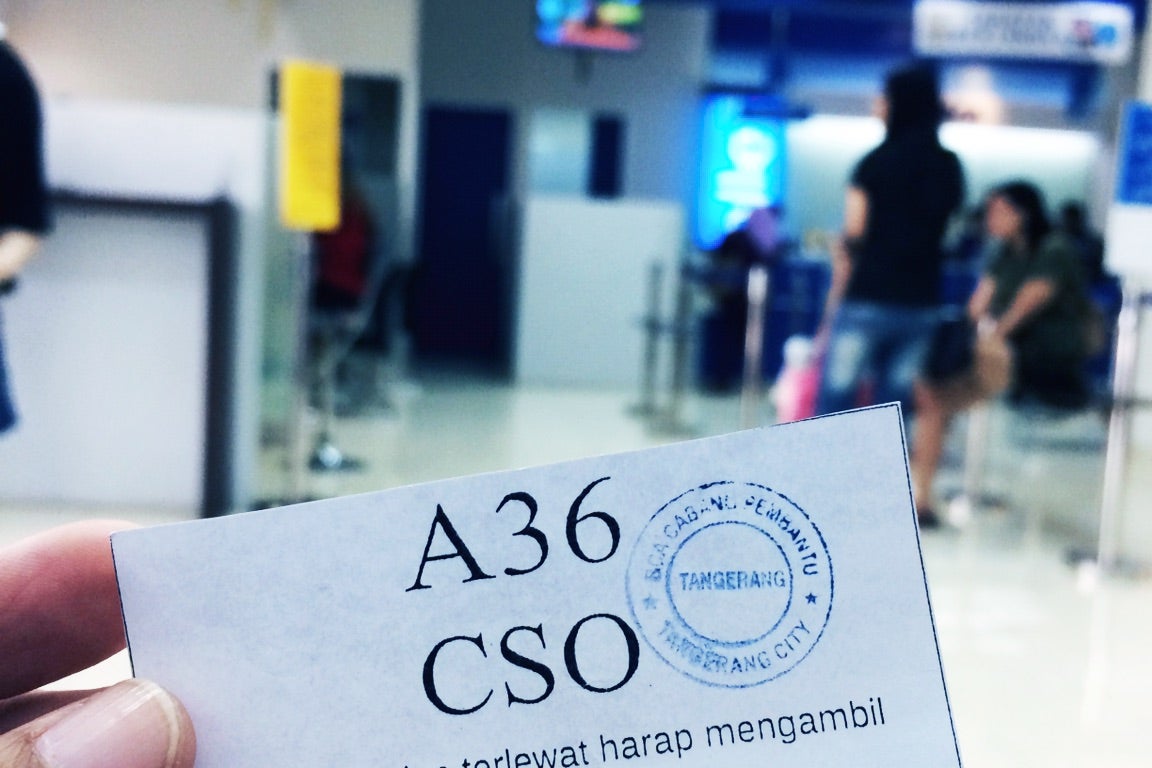 A36
CSO
BCA CABANG PEMBANTU
TANGERANG
TANGERANG CITY
terlewat harap mengambil